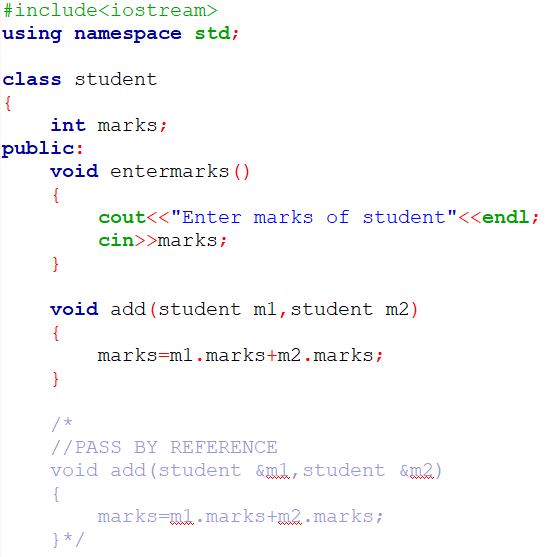 #include<iostream>
using namespace std;

class student
{
    int marks;
public:
    void entermarks()
    {
        cout<<"Enter marks of student"<<endl;
        cin>>marks;
    }

    void add(student m1,student m2)
    {
        marks=m1.marks+m2.marks;
    }

    /*
    //PASS BY REFERENCE
    void add(student &m1,student &m2)
    {
        marks=m1.marks+m2.marks;
    }*/